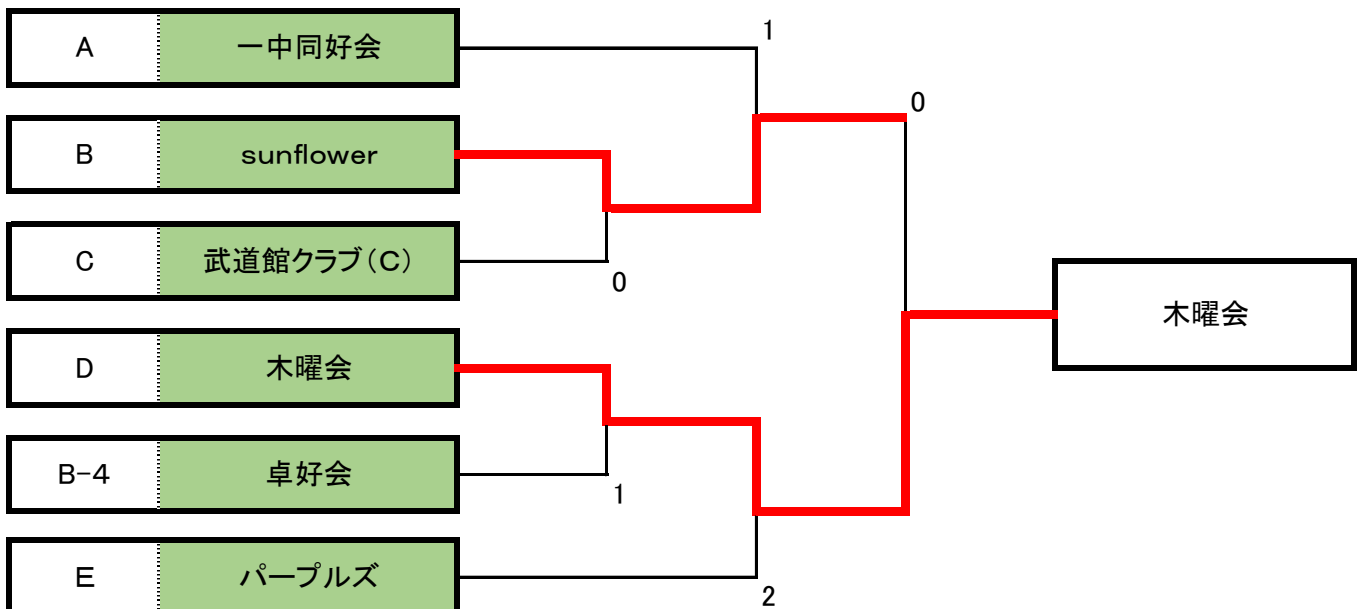 A 一中同好会
1
0
B sunflower
C 武道館クラブ（C）
0
D 木曜会
木曜会
B-4 卓好会
1
E パープルズ
2